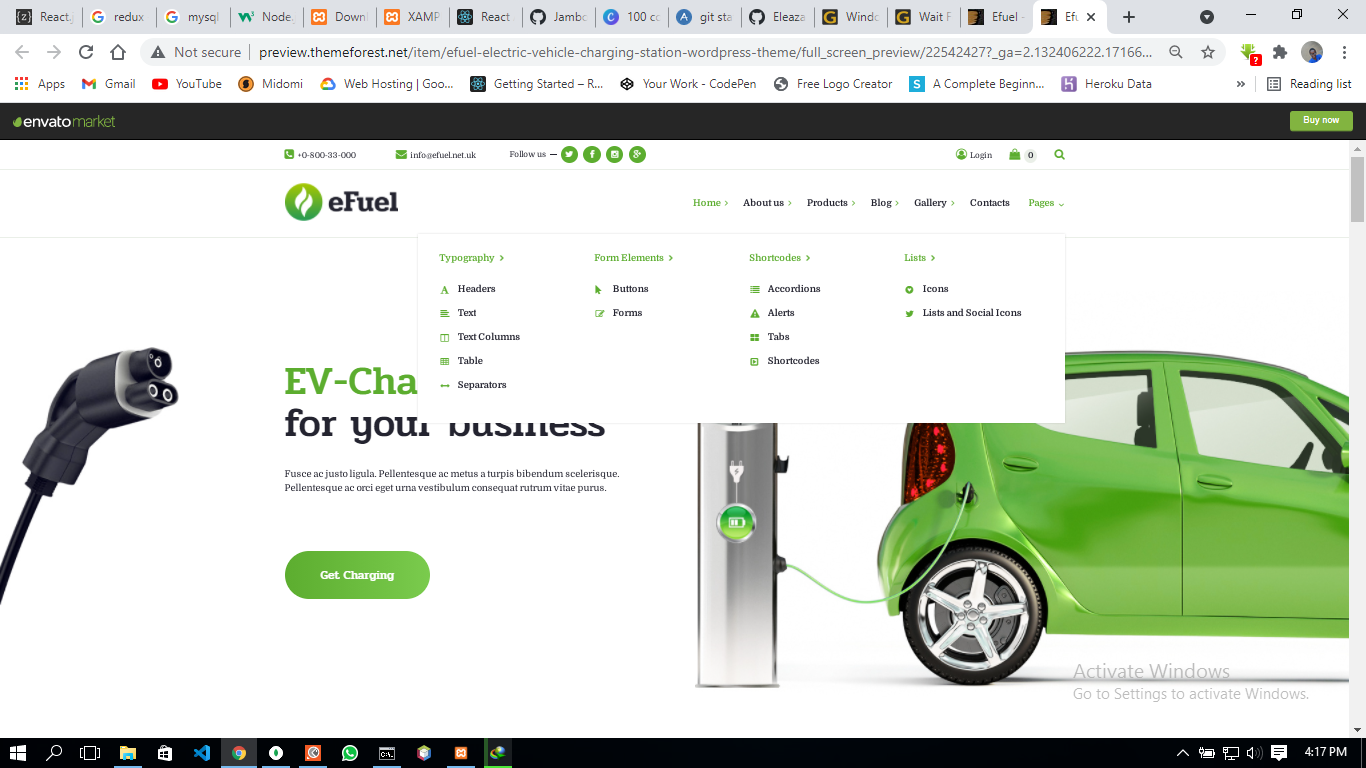 React.j
redux
mysql
Node.
Downl
XAMP
React
Jambo
100 co
git sta
Eleaza
Windo
Wait F
Efuel -
Efu
Not secure
preview.themeforest.net/item/efuel-electric-vehicle-charging-station-wordpress-theme/full_screen_preview/22542427?_ga=2.132406222.17166...
Apps
Gmail
YouTube
Midomi
Web Hosting | Goo...
Getting Started – R...
Your Work - CodePen
Free Logo Creator
A Complete Beginn...
Heroku Data
»
Reading list
envatomarket
Buy now
+0-800-33-000
info@efuel.net.uk
Follow us
Login
0
eFuel
Home
About us
Products
Blog
Gallery
Contacts
Pages
Typography
Form Elements
Shortcodes
Lists
Headers
Buttons
Accordions
Icons
Text
Forms
Alerts
Lists and Social Icons
Text Columns
Tabs
Table
Shortcodes
Separators
EV-Cha
for your business
Fusce ac justo ligula. Pellentesque ac metus a turpis bibendum scelerisque.
Pellentesque ac orci eget urna vestibulum consequat rutrum vitae purus.
Get Charging
Activate Windows
Go to Settings to activate Windows.
4:17 PM